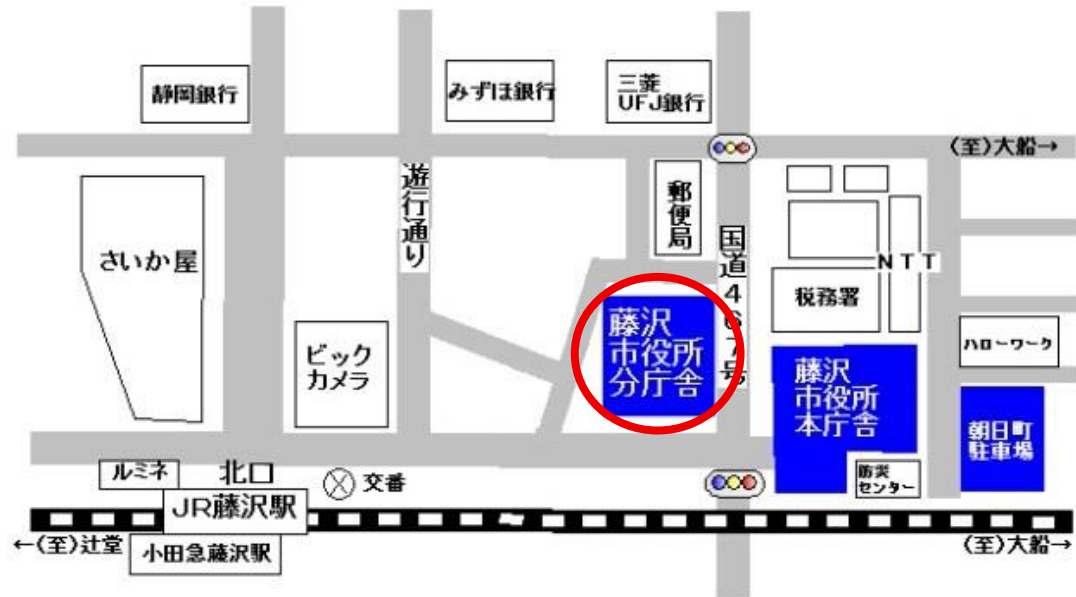 静岡銀行
みずほ銀行
三菱
UFJ銀行
(至)大船→
遊行通り
郵便局
国道467号
さいか屋
NTT
税務署
ビック
カメラ
藤沢
市役所
分庁舎
ハローワーク
藤沢
市役所
本庁舎
朝日町
駐車場
ルミネ
北口
交番
防災
センター
JR藤沢駅
←(至)辻堂
小田急藤沢駅
(至)大船→